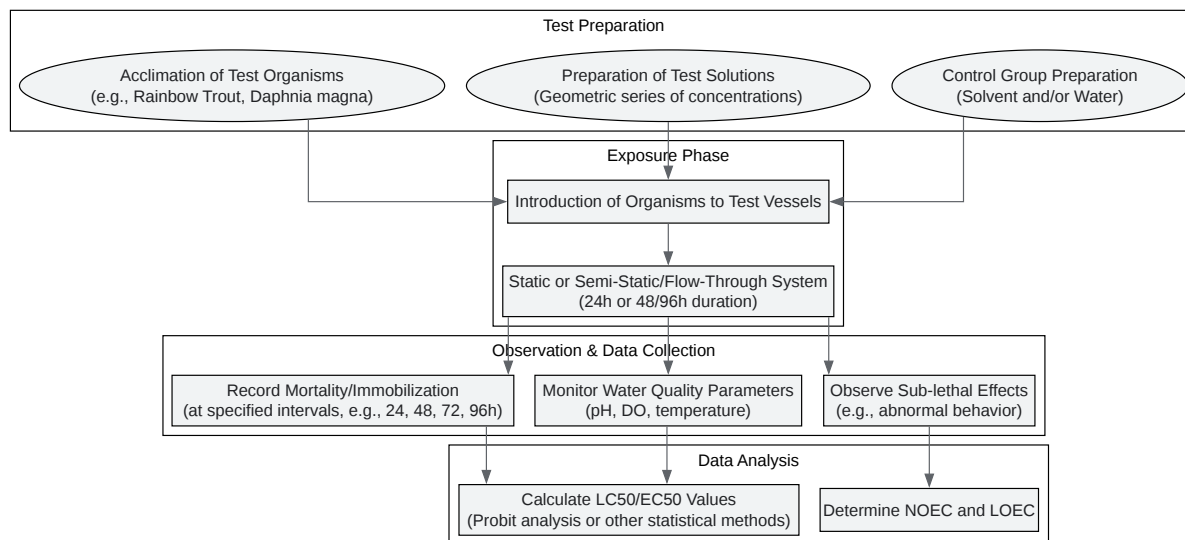 Test Preparation
Acclimation of Test Organisms
(e.g., Rainbow Trout, Daphnia magna)
Preparation of Test Solutions
(Geometric series of concentrations)
Control Group Preparation
(Solvent and/or Water)
Exposure Phase
Introduction of Organisms to Test Vessels
Static or Semi-Static/Flow-Through System
(24h or 48/96h duration)
Observation & Data Collection
Record Mortality/Immobilization
(at specified intervals, e.g., 24, 48, 72, 96h)
Monitor Water Quality Parameters
(pH, DO, temperature)
Observe Sub-lethal Effects
(e.g., abnormal behavior)
Data Analysis
Calculate LC50/EC50 Values
(Probit analysis or other statistical methods)
Determine NOEC and LOEC